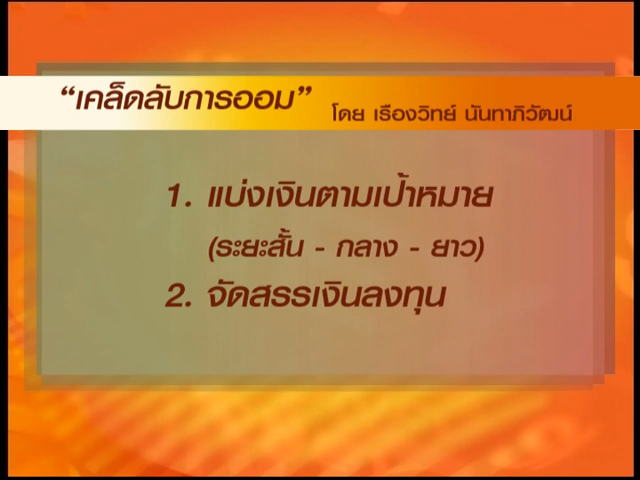 “เคล็ดลับการออม”
โดย เรืองวิทย์ นันทาภิวัฒน์
1. แบ่งเงินตามเป้าหมาย
(ระยะสั้น - กลาง - ยาว)
2. จัดสรรเงินลงทุน